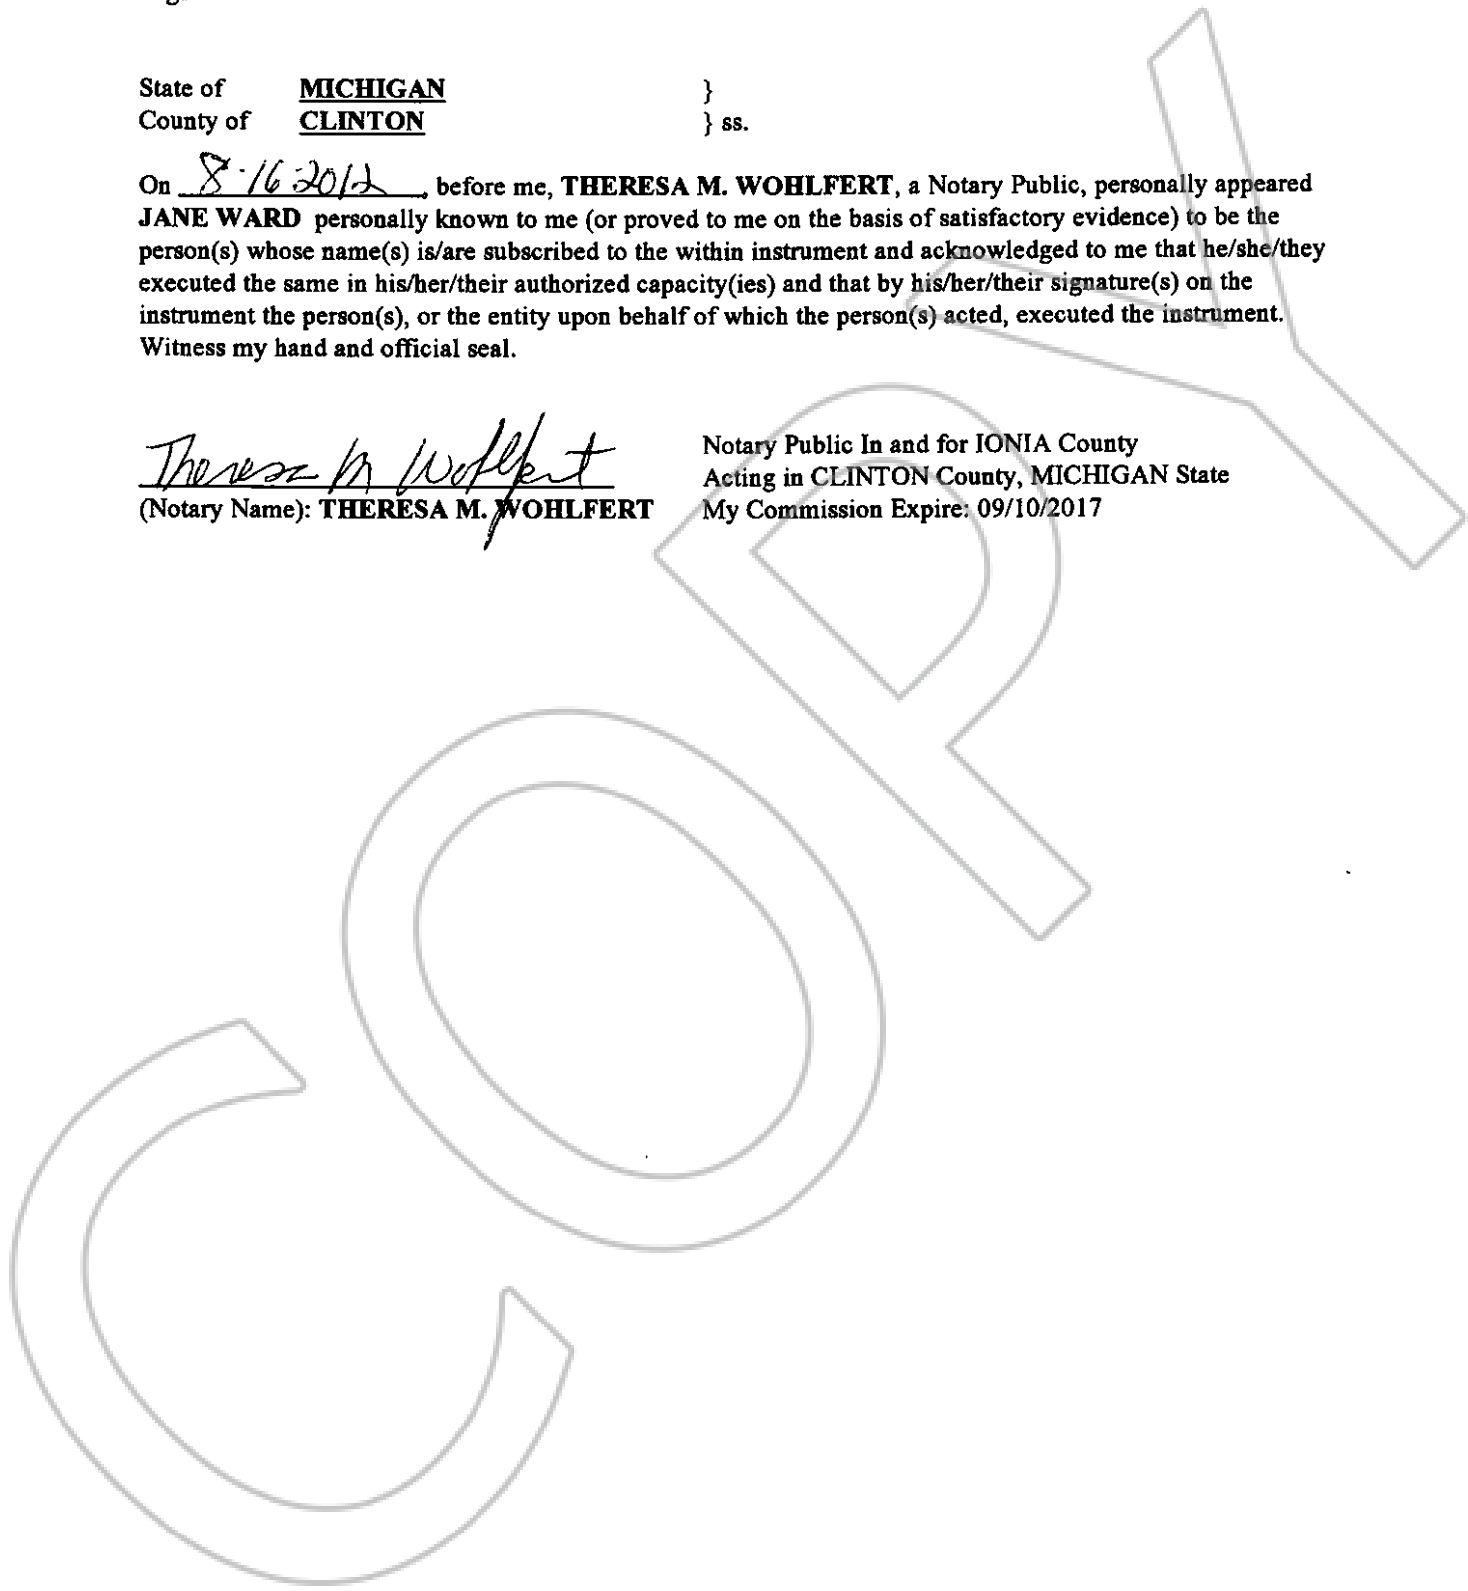 State of MICHIGAN }
County of CLINTON } ss.
On 8-16-2012, before me, THERESA M. WOHLFERT, a Notary Public, personally appeared
JANE WARD personally known to me (or proved to me on the basis of satisfactory evidence) to be the
person(s) whose name(s) is/are subscribed to the within instrument and acknowledged to me that he/she/they
executed the same in his/her/their authorized capacity(ies) and that by his/her/their signature(s) on the
instrument the person(s), or the entity upon behalf of which the person(s) acted, executed the instrument.
Witness my hand and official seal.
Theresa M Wohlfert
(Notary Name): THERESA M. WOHLFERT
Notary Public In and for IONIA County
Acting in CLINTON County, MICHIGAN State
My Commission Expire: 09/10/2017
COPY